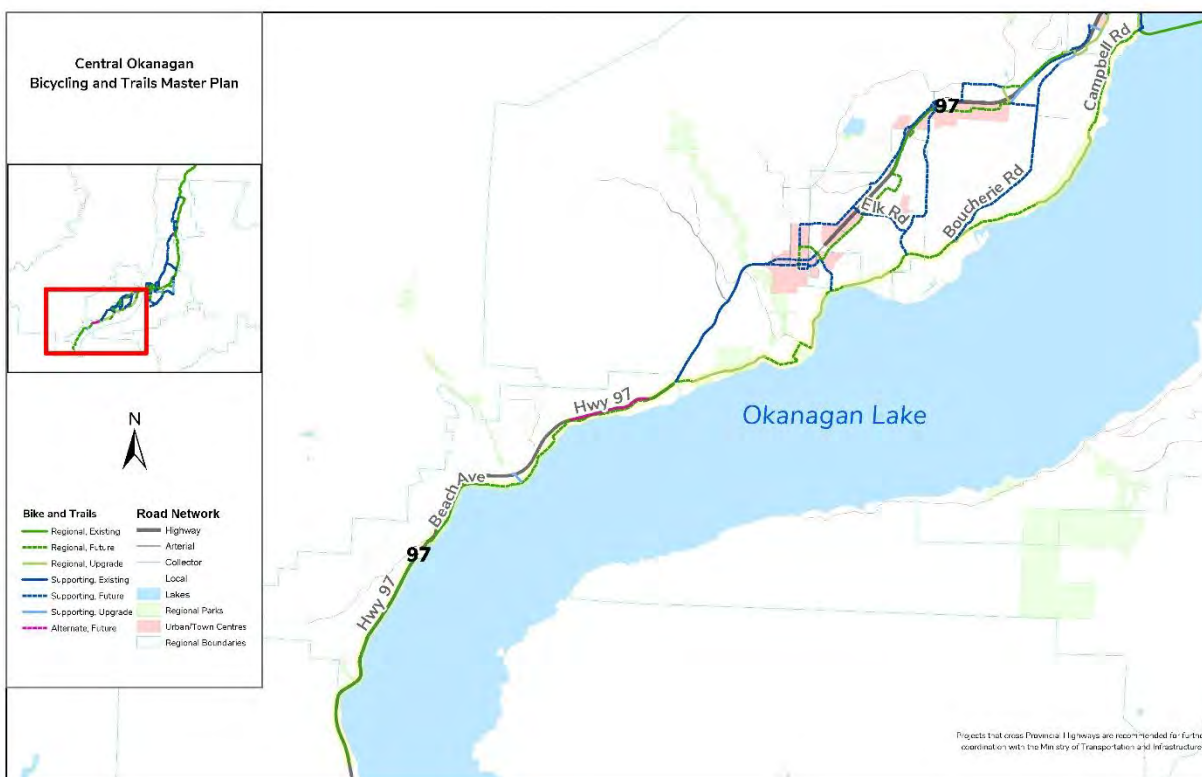 Central Okanagan
Bicycling and Trails Master Plan
N
Bike and Trails
Regional, Existing
Regional, Future
Regional, Upgrade
Supporting, Existing
Supporting, Future
Supporting, Upgrade
Alternate, Future
Road Network
Highway
Arterial
Collector
Local
Lakes
Regional Parks
Urban/Town Centres
Regional Boundaries
Campbell Rd
97
Boucherie Rd
Elk Rd
Hwy 97
Okanagan Lake
Beach Ave
97
Hwy 97
Projects that cross Provincial Highways are recommended for furthe
coordination with the Ministry of Transportation and Infrastructure